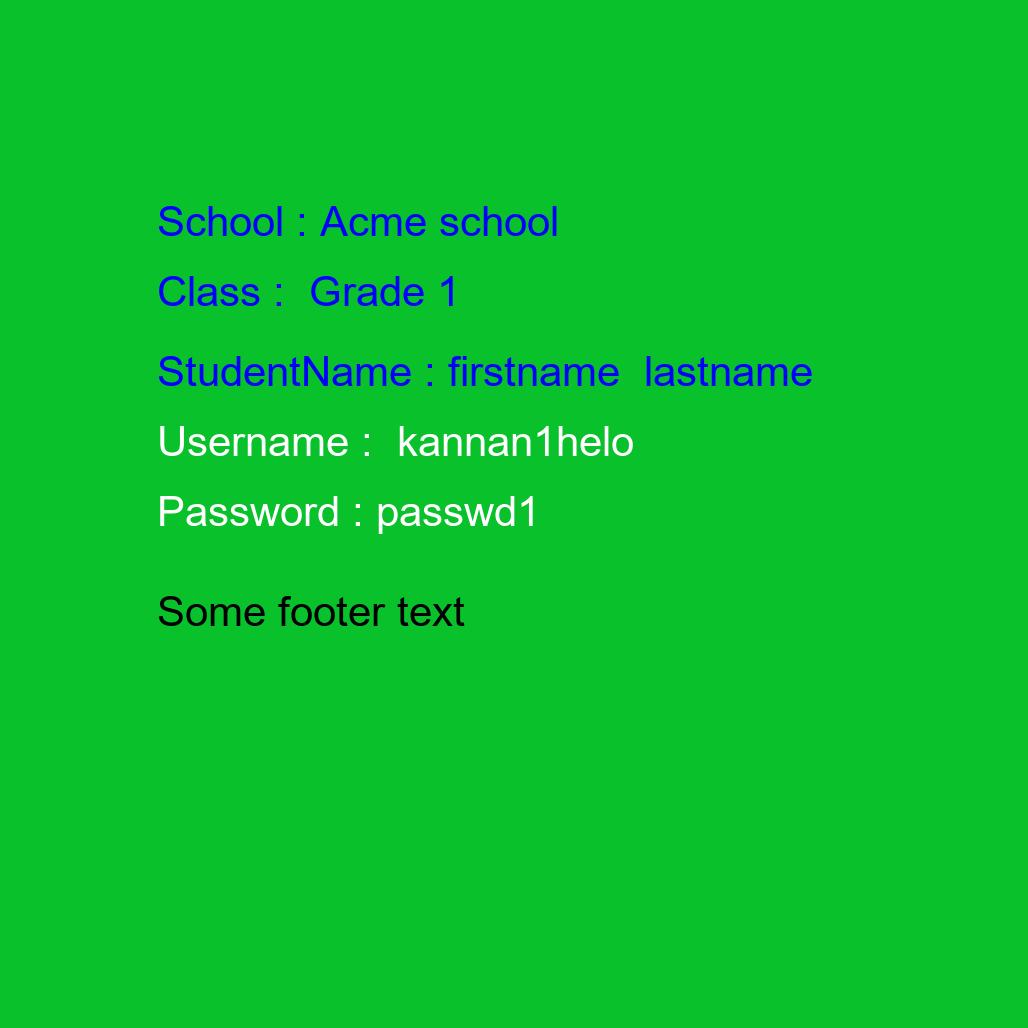 School : Acme school
Class :  Grade 1
StudentName : firstname  lastname
Username :  kannan1helo
Password : passwd1
Some footer text